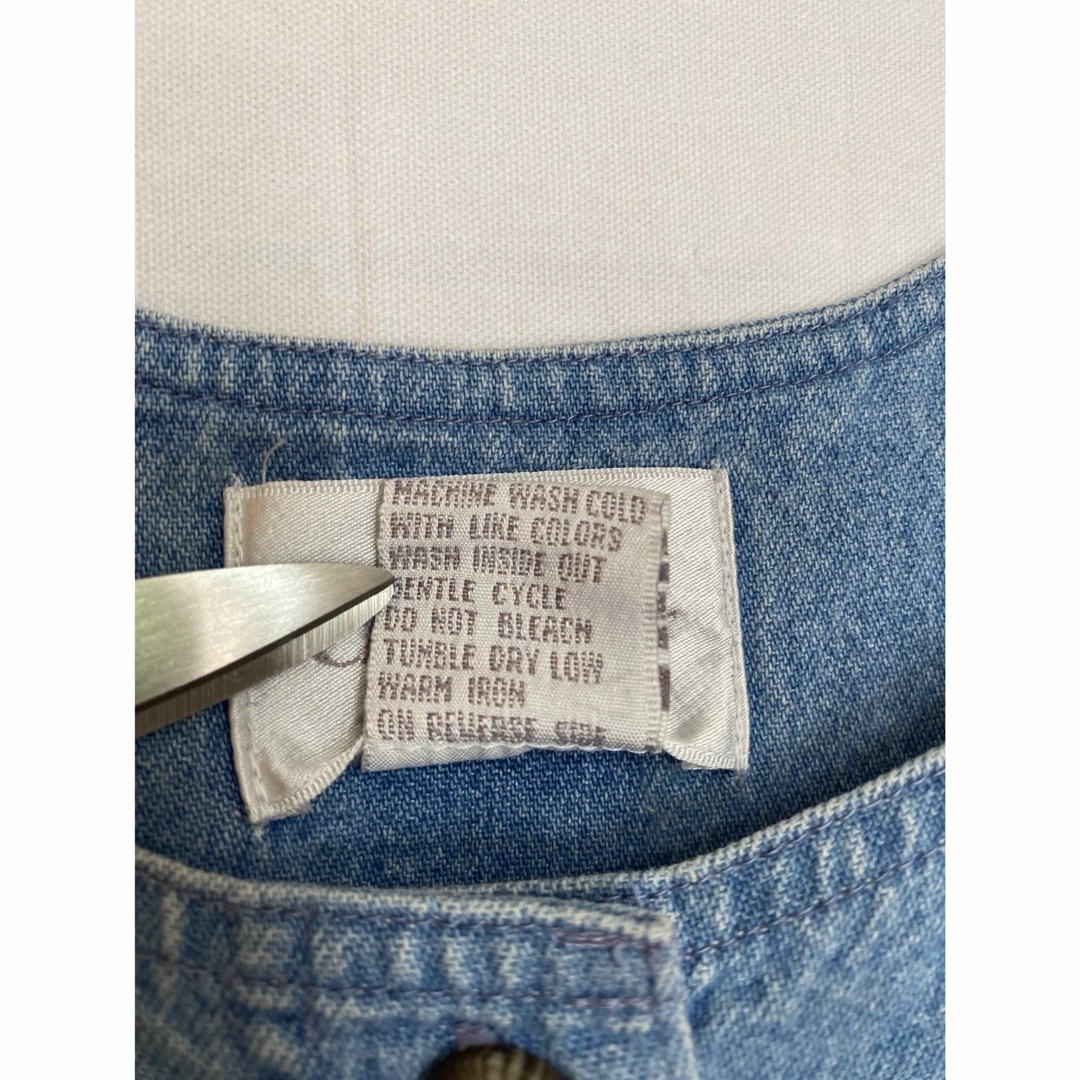 MACHINE WASH COLD
WITH LIKE COLORS
WASH INSIDE OUT
GENTLE CYCLE
DO NOT BLEACH
TUMBLE DRY LOW
WARM IRON
ON REVERSE SIDE